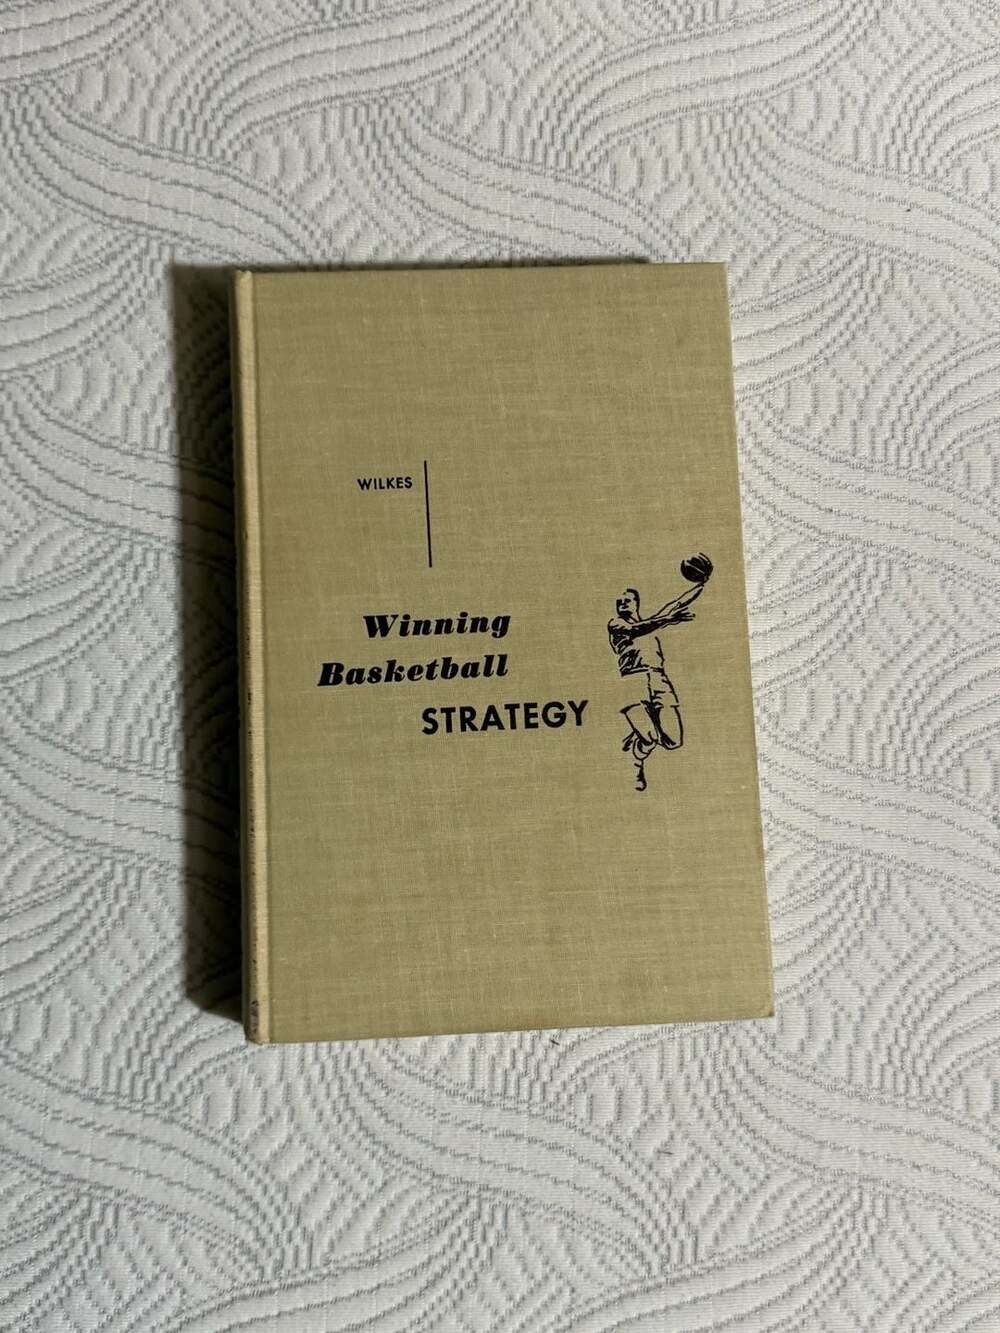 WILKES
Winning
Basketball
STRATEGY